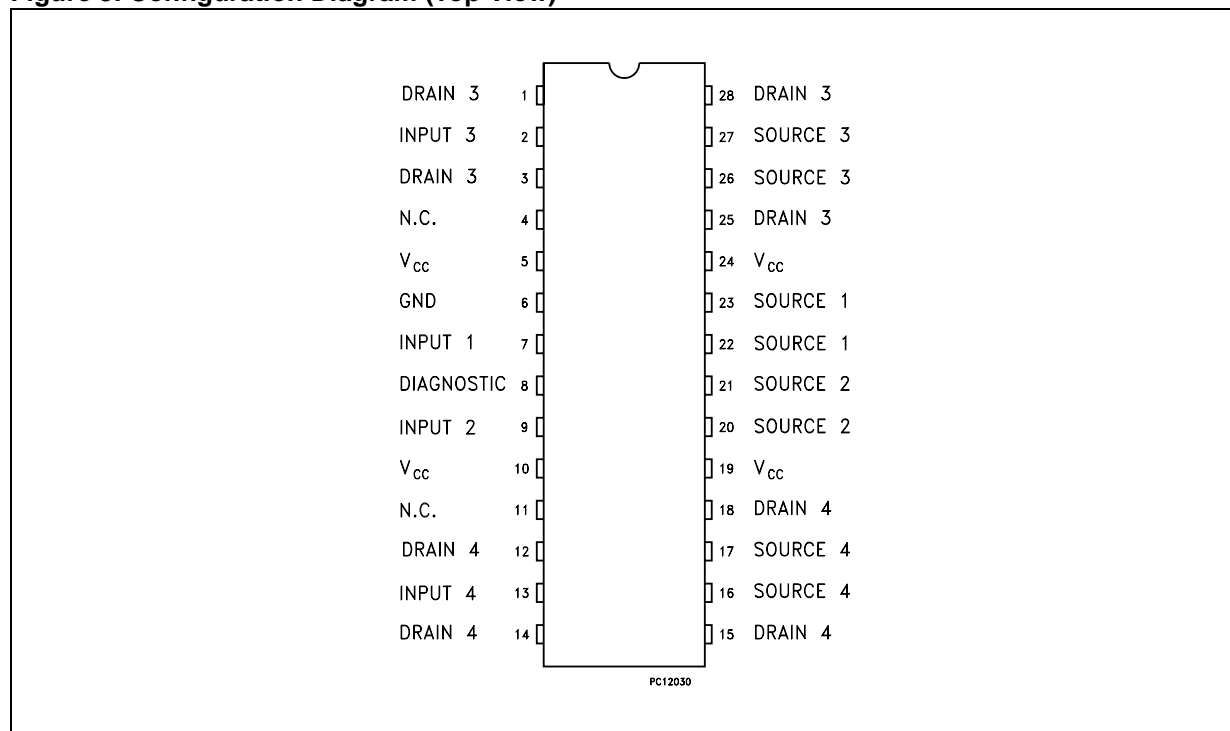 Figure 3. Configuration Diagram (Top View)
DRAIN 3 1 28 DRAIN 3
INPUT 3 2 27 SOURCE 3
DRAIN 3 3 26 SOURCE 3
N.C. 4 25 DRAIN 3
VCC 5 24 VCC
GND 6 23 SOURCE 1
INPUT 1 7 22 SOURCE 1
DIAGNOSTIC 8 21 SOURCE 2
INPUT 2 9 20 SOURCE 2
VCC 10 19 VCC
N.C. 11 18 DRAIN 4
DRAIN 4 12 17 SOURCE 4
INPUT 4 13 16 SOURCE 4
DRAIN 4 14 15 DRAIN 4
PC12030